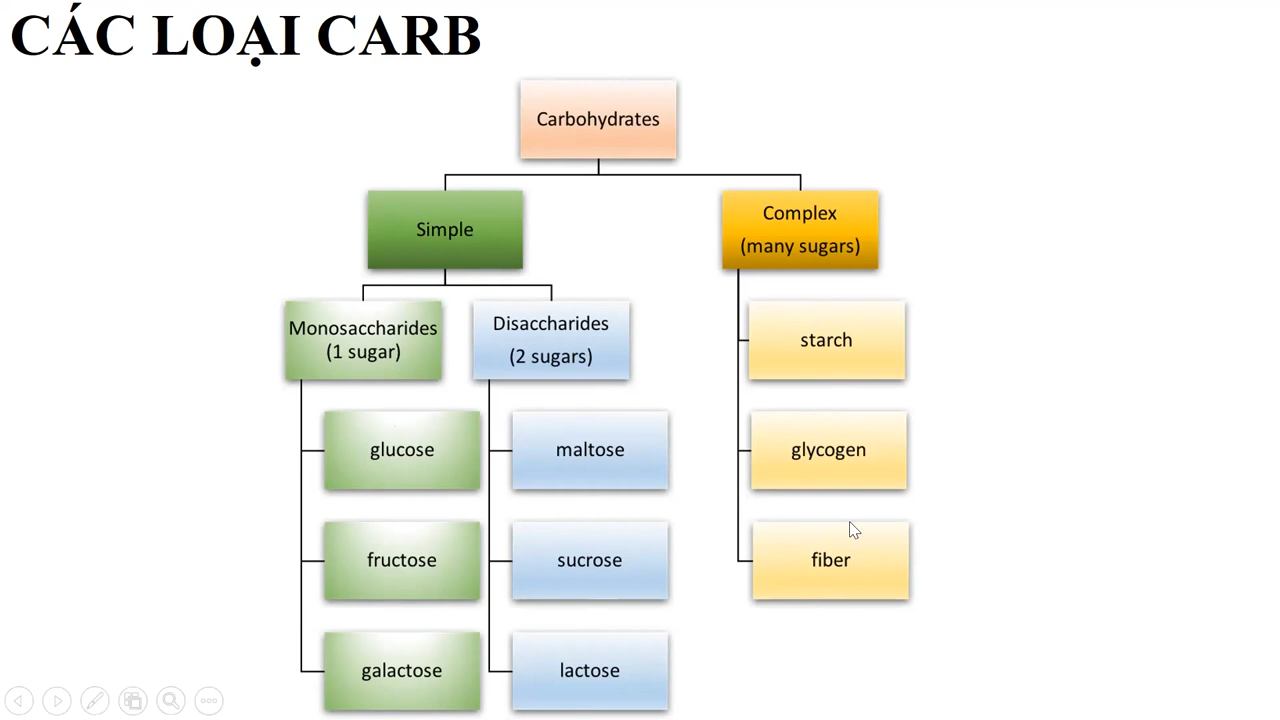 CÁC LOẠI CARB
Carbohydrates
Simple
Complex
(many sugars)
Monosaccharides
(1 sugar)
Disaccharides
(2 sugars)
starch
glucose
maltose
glycogen
fructose
sucrose
fiber
galactose
lactose